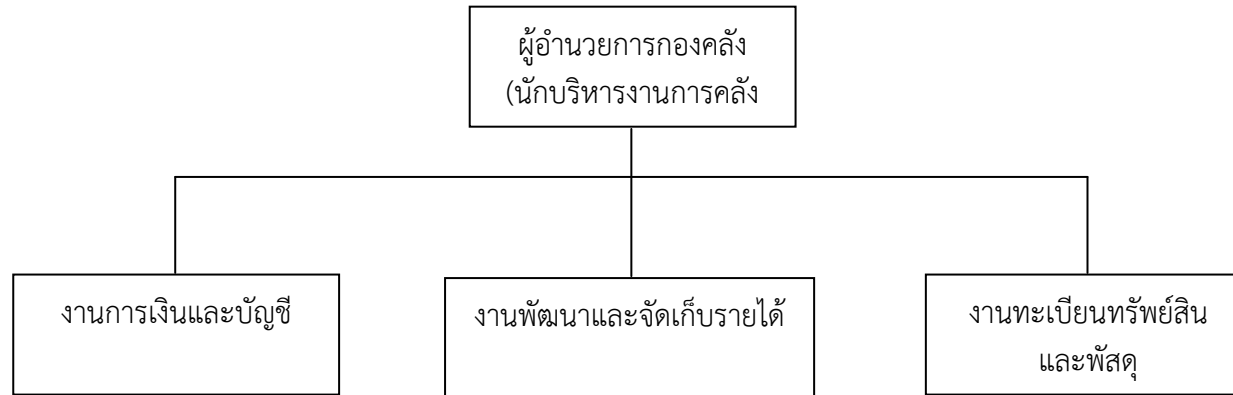 ผู้อำนวยการกองคลัง
(นักบริหารงานการคลัง
งานการเงินและบัญชี
งานพัฒนาและจัดเก็บรายได้
งานทะเบียนทรัพย์สิน
และพัสดุ